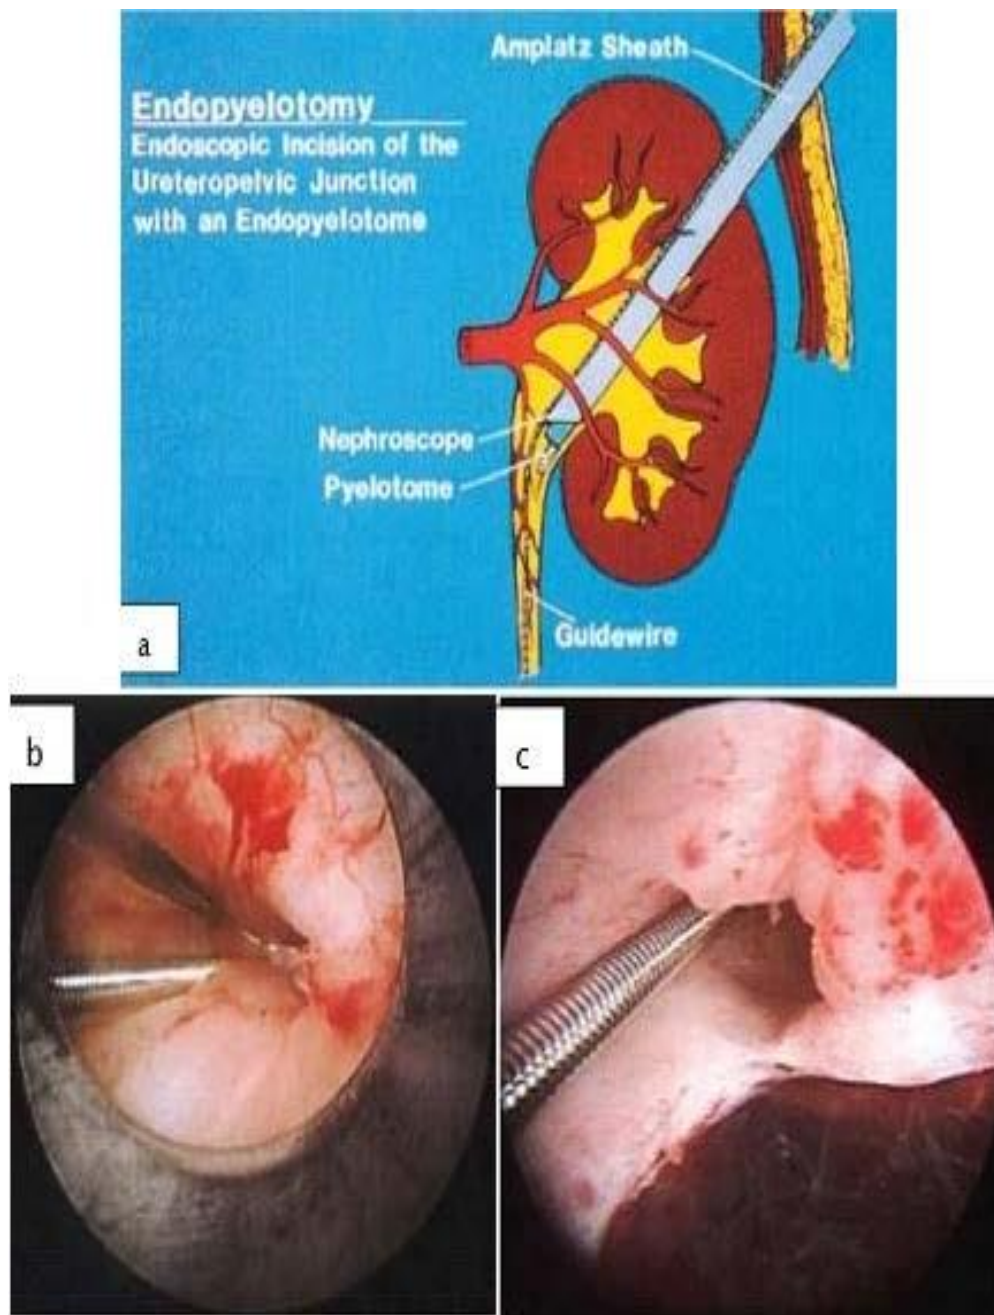 Amplatz Sheath
Endopyelotomy
Endoscopic Incision of the
Ureteropelvic Junction
with an Endopyelotome
Nephroscope
Pyelotome
Guidewire
a
b
c